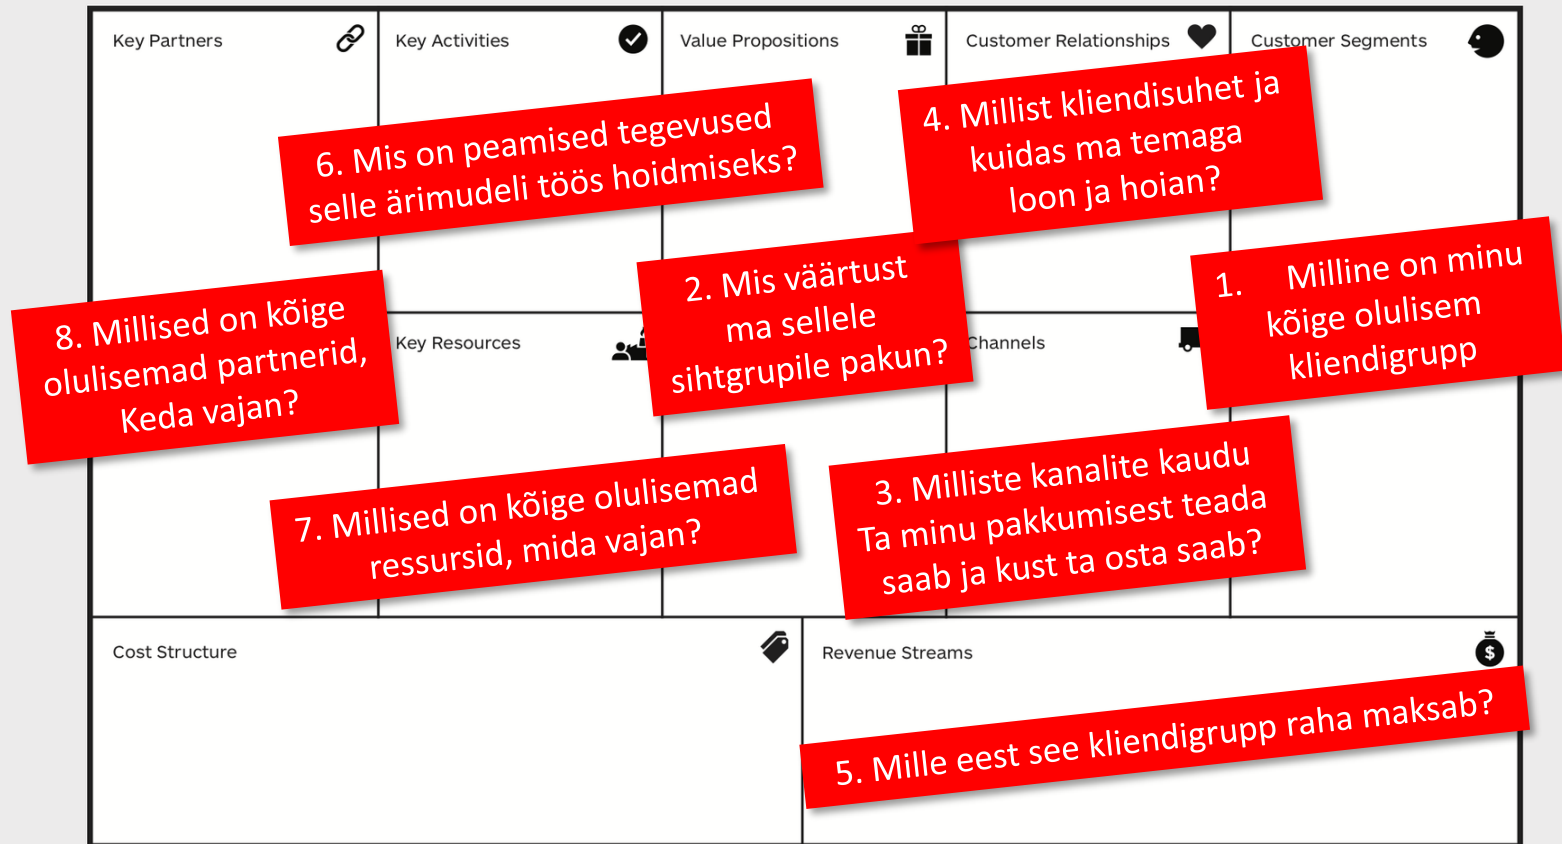 Key Partners
Key Activities
Value Propositions
Customer Relationships
Customer Segments
6. Mis on peamised tegevused
selle ärimudeli töös hoidmiseks?
4. Millist kliendisuhet ja
kuidas ma temaga
loon ja hoian?
8. Millised on kõige
olulisemad partnerid,
Keda vajan?
Key Resources
2. Mis väärtust
ma sellele
sihtgrupile pakun?
Channels
1. Milline on minu
kõige olulisem
kliendigrupp
7. Millised on kõige olulisemad
ressursid, mida vajan?
3. Milliste kanalite kaudu
Ta minu pakkumisest teada
saab ja kust ta osta saab?
Cost Structure
Revenue Streams
$
5. Mille eest see kliendigrupp raha maksab?